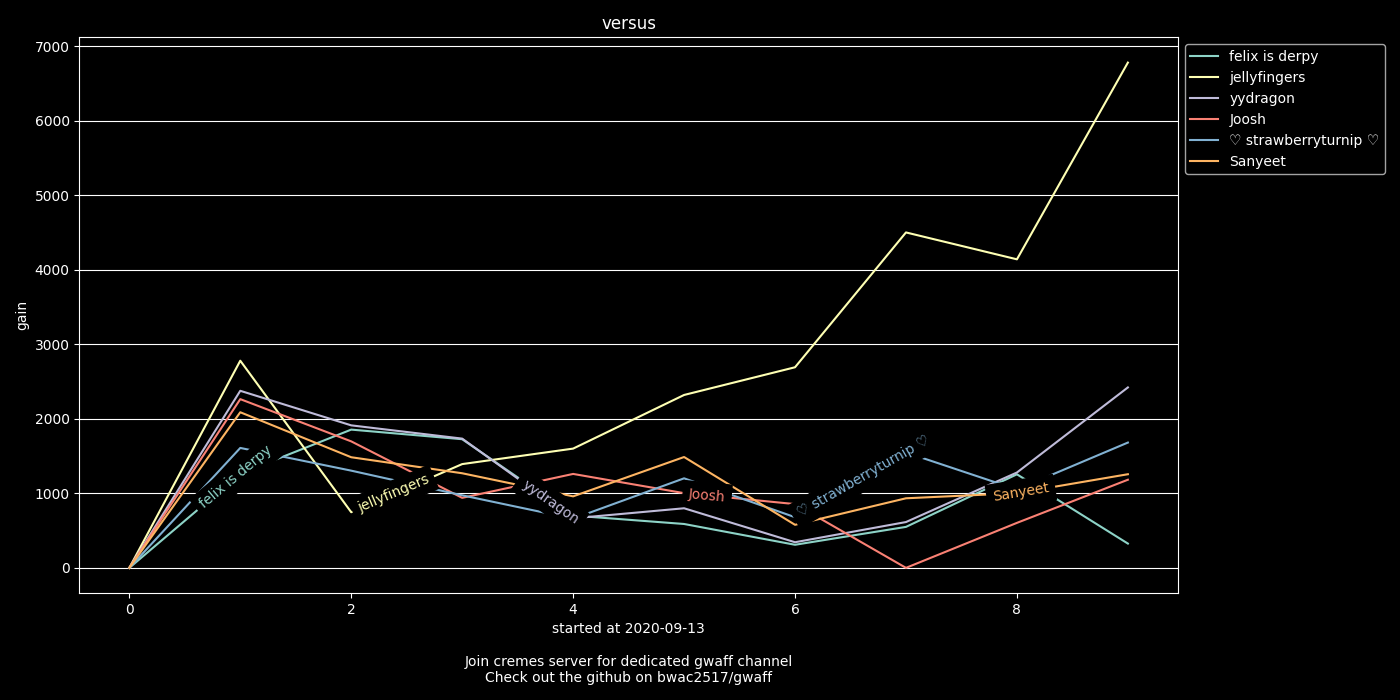 versus
7000
6000
5000
4000
3000
2000
1000
0
gain
0 2 4 6 8
started at 2020-09-13
Join cremes server for dedicated gwaff channel
Check out the github on bwac2517/gwaff
felix is derpy
jellyfingers
yydragon
Joosh
♡ strawberryturnip ♡
Sanyeet
felix is derpy
jellyfingers
yydragon
Joosh
♡ strawberryturnip ♡
Sanyeet